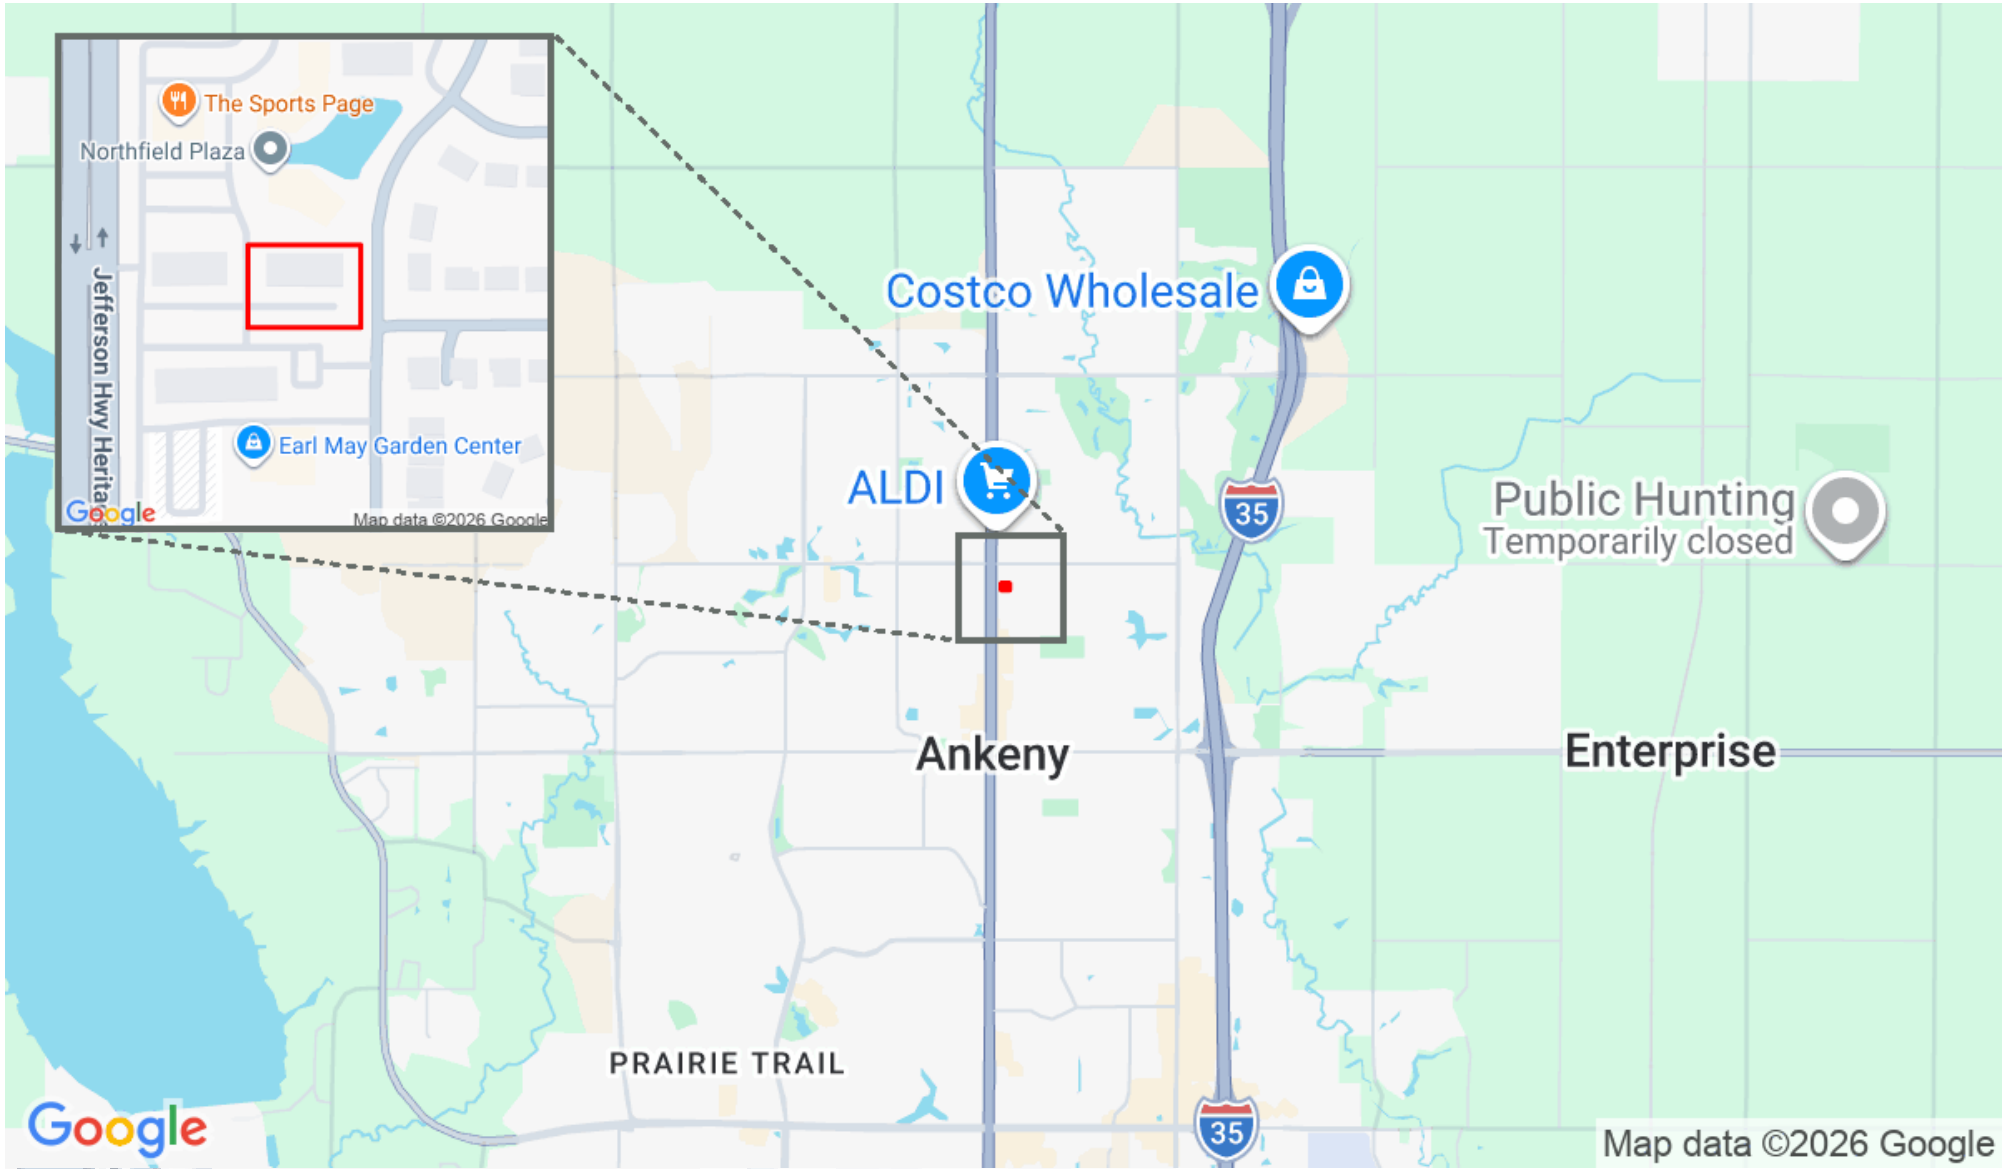 The Sports Page
Northfield Plaza
Jefferson Hwy Herita
Earl May Garden Center
Google
Map data ©2026 Google
Costco Wholesale
ALDI
35
Public Hunting
Temporarily closed
Ankeny
Enterprise
PRAIRIE TRAIL
35
Google
Map data ©2026 Google